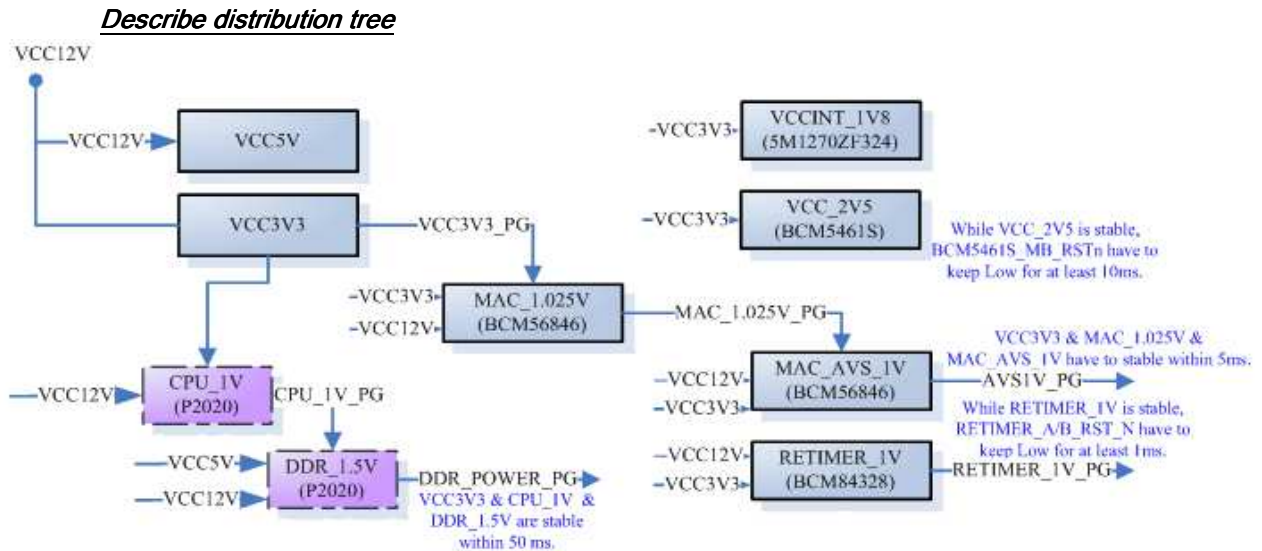 Describe distribution tree
VCC12V
VCC12V
VCC5V
VCC3V3
VCC3V3_PG
VCC3V3
VCCINT_1V8
(5M1270ZF324)
VCC3V3
VCC_2V5
(BCM5461S)
While VCC_2V5 is stable,
BCM5461S_MB_RSTn have to
keep Low for at least 10ms.
VCC3V3
VCC12V
MAC_1.025V
(BCM56846)
MAC_1.025V_PG
VCC3V3 & MAC_1.025V &
MAC_AVS_1V have to stable within 5ms.
VCC12V
VCC3V3
MAC_AVS_1V
(BCM56846)
AVS1V_PG
VCC12V
CPU_1V
(P2020)
CPU_1V_PG
While RETIMER_1V is stable,
RETIMER_A/B_RST_N have to
keep Low for at least 1ms.
VCC12V
VCC3V3
RETIMER_1V
(BCM84328)
RETIMER_1V_PG
VCC5V
VCC12V
DDR_1.5V
(P2020)
DDR_POWER_PG
VCC3V3 & CPU_1V &
DDR_1.5V are stable
within 50 ms.